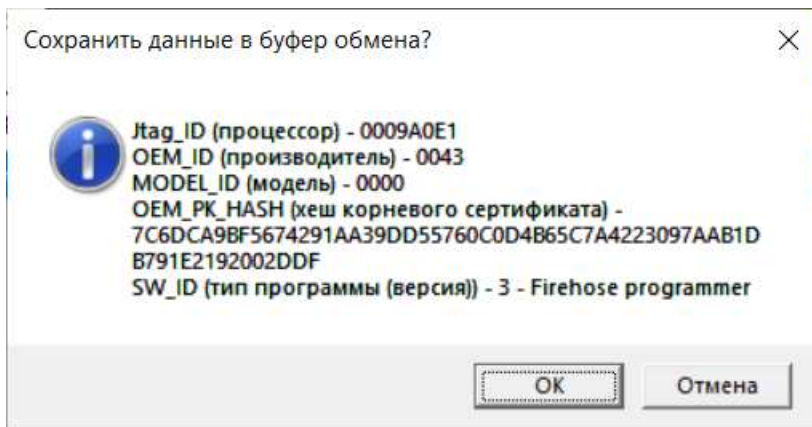 Сохранить данные в буфер обмена?
Jtag_ID (процессор) - 0009A0E1
OEM_ID (производитель) - 0043
MODEL_ID (модель) - 0000
OEM_PK_HASH (хеш корневого сертификата) -
7C6DCA9BF5674291AA39DD55760C0D4B65C7A4223097AAB1D
B791E2192002DDF
SW_ID (тип программы (версия)) - 3 - Firehose programmer
OK
Отмена